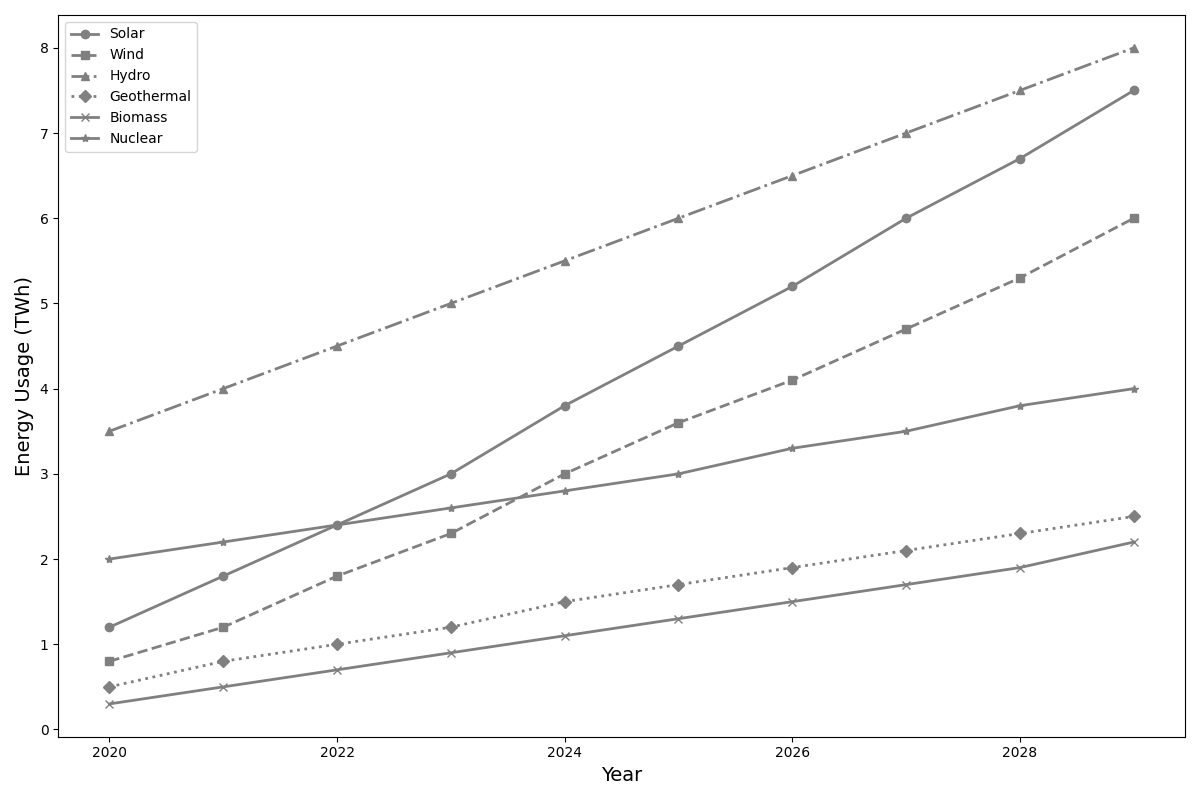 Solar
Wind
Hydro
Geothermal
Biomass
Nuclear
Energy Usage (TWh)
8
7
6
5
4
3
2
1
0
2020 2022 2024 2026 2028
Year